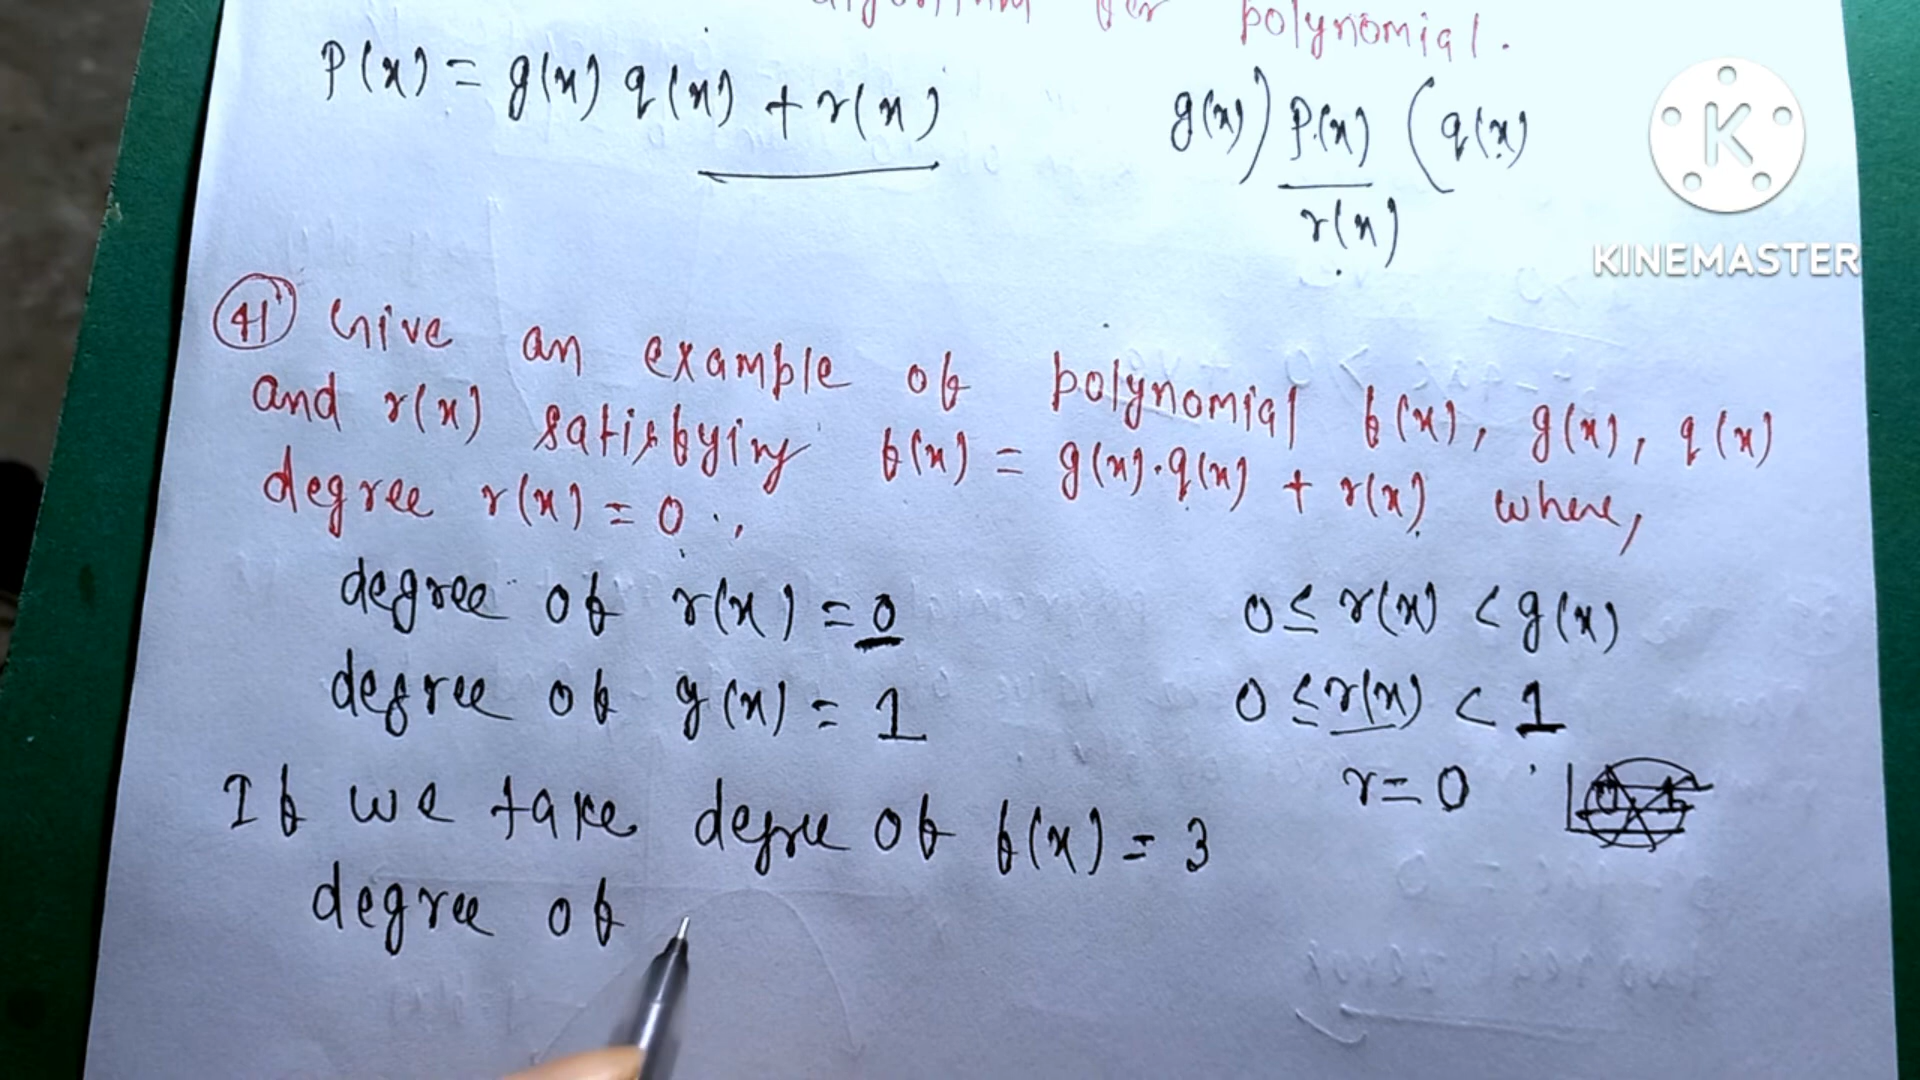 polynomial.
P(x) = g(x) q(x) + r(x)
g(x)) P(x) (q(x)
r(x)
KINEMASTER
41 Give an example of polynomial f(x), g(x), q(x)
and r(x) satisfying f(x) = g(x).q(x) + r(x) where,
degree r(x) = 0.
degree of r(x) = 0
0 ≤ r(x) < g(x)
degree of g(x) = 1
0 ≤ r(x) < 1
r = 0
If we take degree of f(x) = 3
degree of